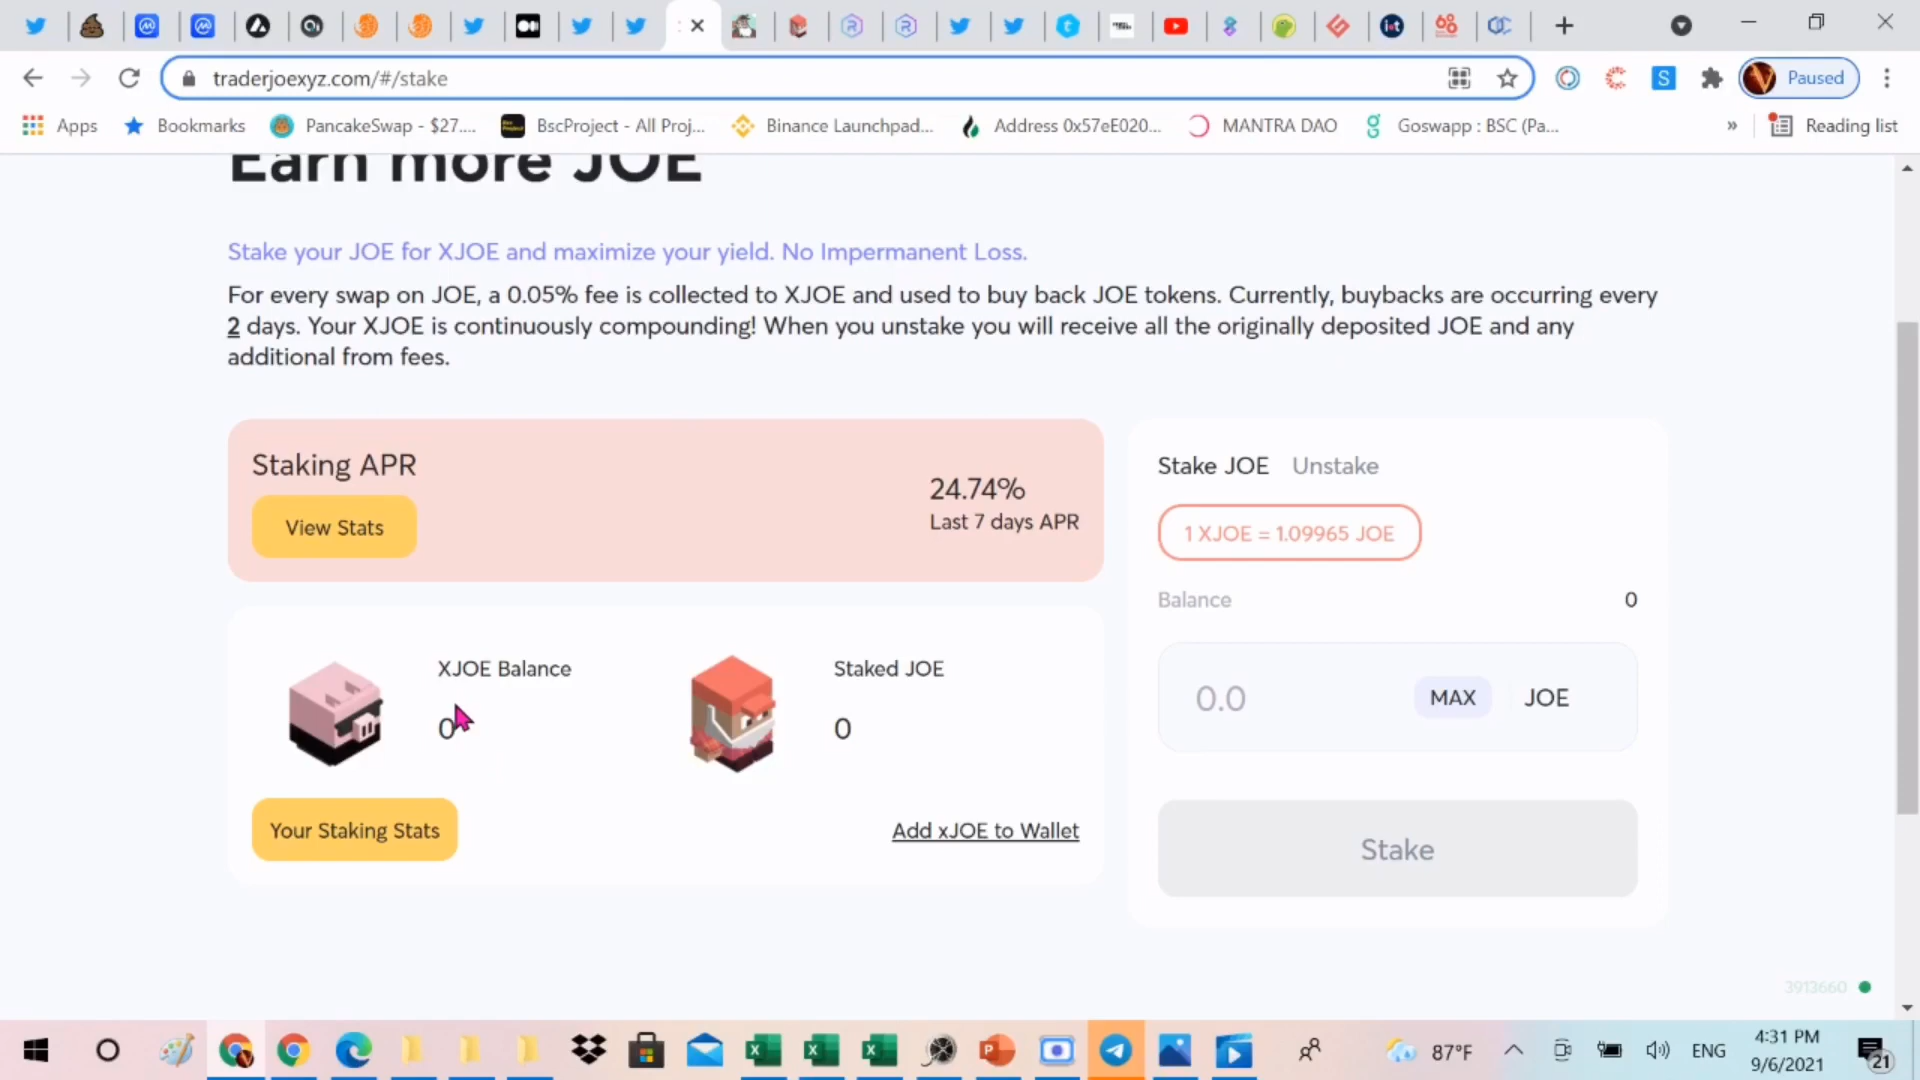 traderjoexyz.com/#/stake
Paused
Apps
Bookmarks
PancakeSwap - $27....
BscProject - All Proj...
Binance Launchpad...
Address 0x57eE020...
MANTRA DAO
Goswapp : BSC (Pa...
»
Reading list
Earn more JOE
Stake your JOE for XJOE and maximize your yield. No Impermanent Loss.
For every swap on JOE, a 0.05% fee is collected to XJOE and used to buy back JOE tokens. Currently, buybacks are occurring every
2 days. Your XJOE is continuously compounding! When you unstake you will receive all the originally deposited JOE and any
additional from fees.
Staking APR
View Stats
24.74%
Last 7 days APR
XJOE Balance
0
Staked JOE
0
Your Staking Stats
Add xJOE to Wallet
Stake JOE Unstake
1 XJOE = 1.09965 JOE
Balance 0
0.0 MAX JOE
Stake
3913660
87°F
ENG
4:31 PM
9/6/2021
21